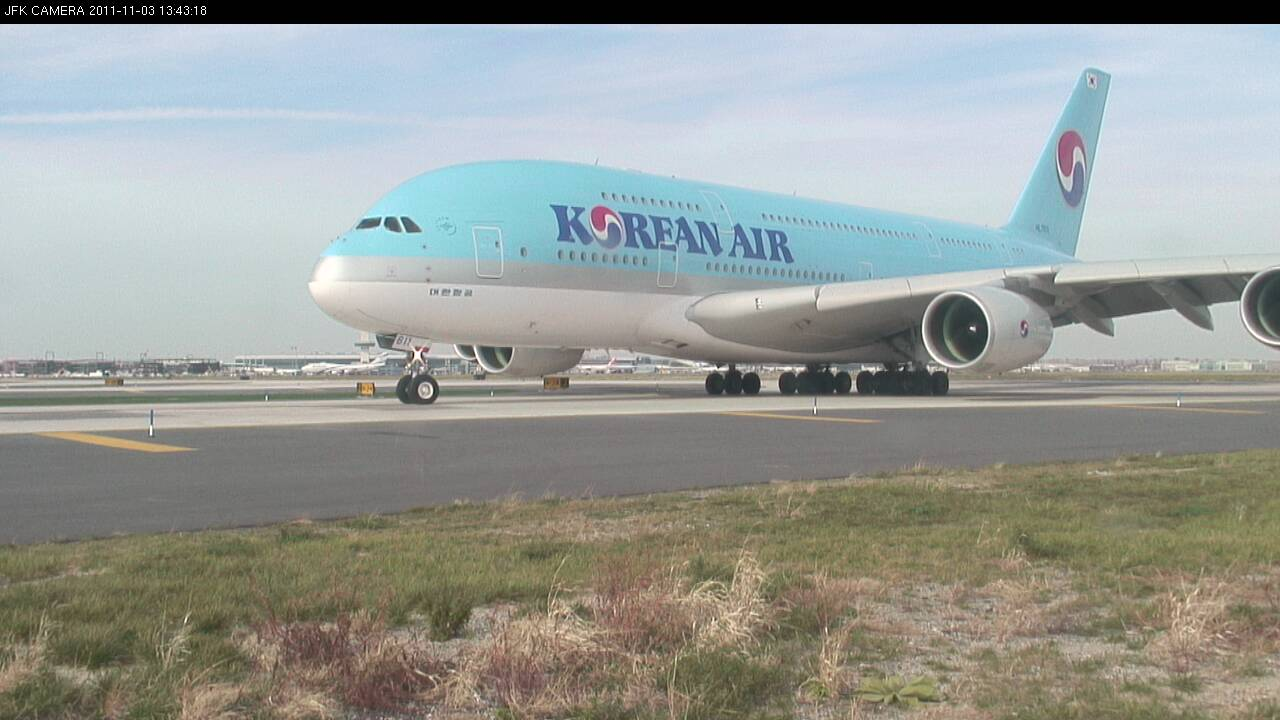 JFK CAMERA 2011-11-03 13:43:18
KOREAN AIR
대한항공